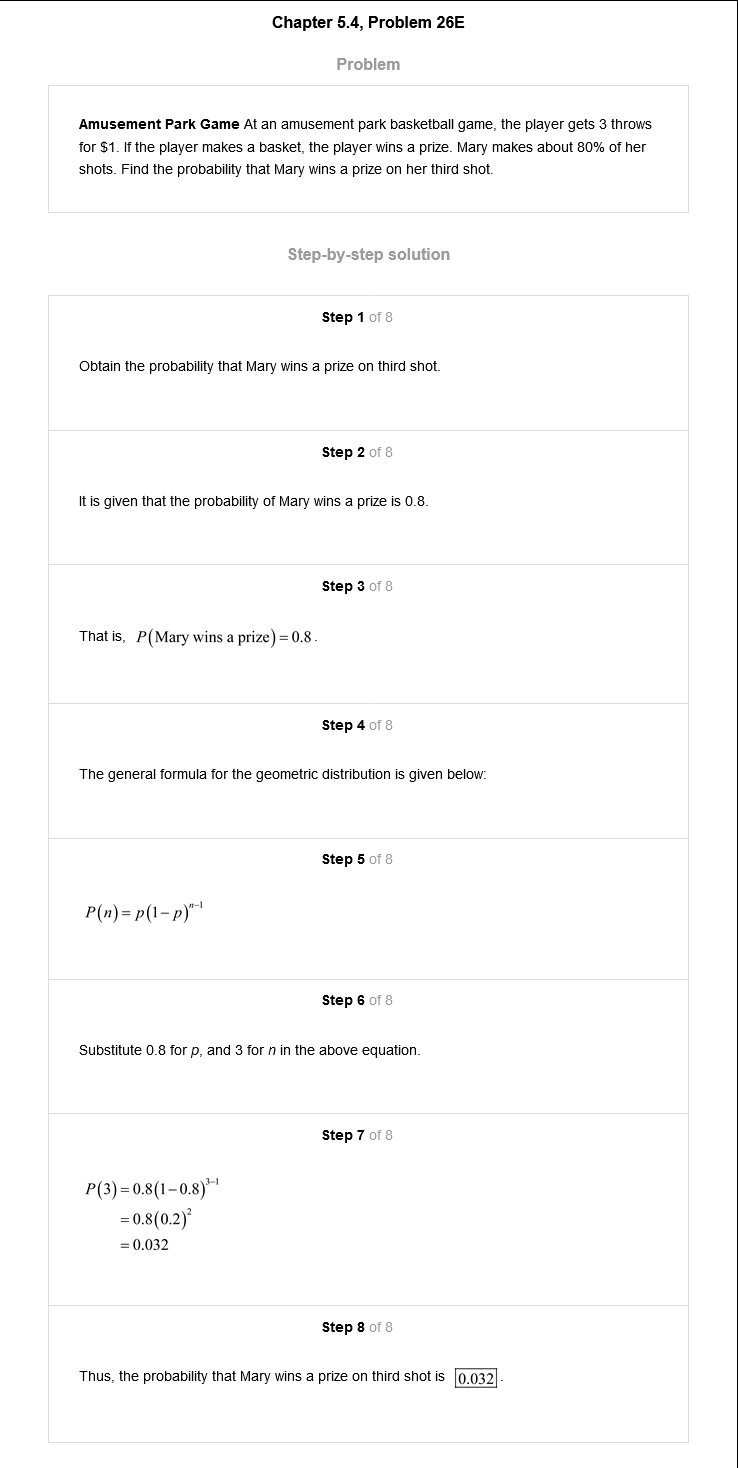 Chapter 5.4, Problem 26E
Problem
Amusement Park Game At an amusement park basketball game, the player gets 3 throws
for $1. If the player makes a basket, the player wins a prize. Mary makes about 80% of her
shots. Find the probability that Mary wins a prize on her third shot.
Step-by-step solution
Step 1 of 8
Obtain the probability that Mary wins a prize on third shot.
Step 2 of 8
It is given that the probability of Mary wins a prize is 0.8.
Step 3 of 8
That is, P(Mary wins a prize) = 0.8.
Step 4 of 8
The general formula for the geometric distribution is given below:
Step 5 of 8
P(n) = p(1−p)ⁿ⁻¹
Step 6 of 8
Substitute 0.8 for p, and 3 for n in the above equation.
Step 7 of 8
P(3) = 0.8(1−0.8)³⁻¹
= 0.8(0.2)²
= 0.032
Step 8 of 8
Thus, the probability that Mary wins a prize on third shot is 0.032.